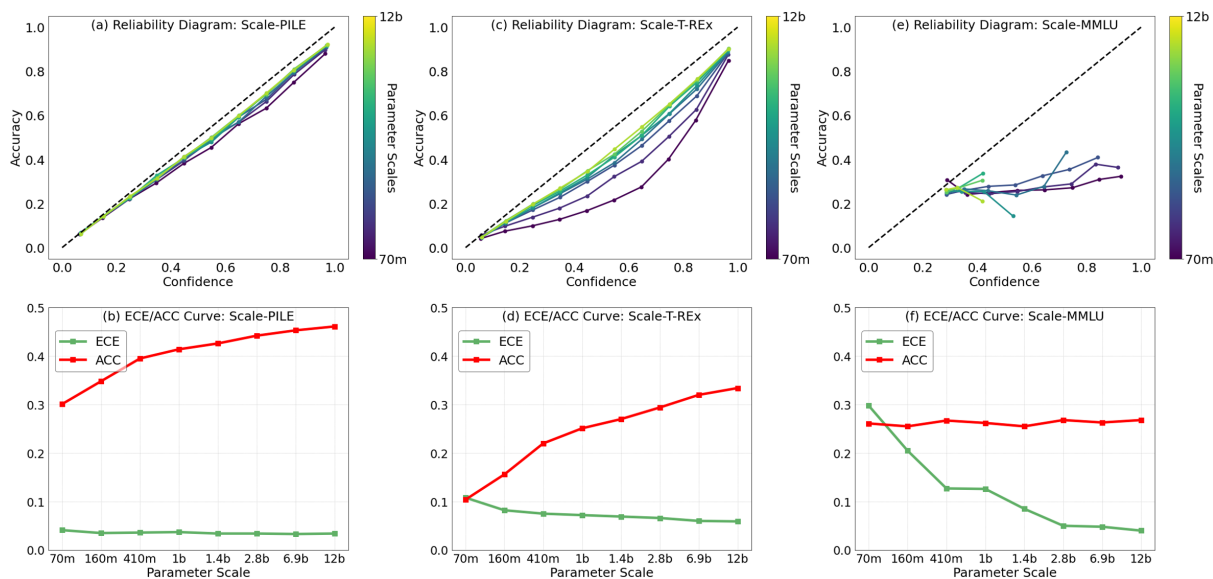 (a) Reliability Diagram: Scale-PILE
1.0
0.8
0.6
0.4
0.2
0.0
Accuracy
0.0 0.2 0.4 0.6 0.8 1.0
Confidence
12b
70m
Parameter Scales
(c) Reliability Diagram: Scale-T-REx
1.0
0.8
0.6
0.4
0.2
0.0
Accuracy
0.0 0.2 0.4 0.6 0.8 1.0
Confidence
12b
70m
Parameter Scales
(e) Reliability Diagram: Scale-MMLU
1.0
0.8
0.6
0.4
0.2
0.0
Accuracy
0.0 0.2 0.4 0.6 0.8 1.0
Confidence
12b
70m
Parameter Scales
(b) ECE/ACC Curve: Scale-PILE
ECE
ACC
0.5
0.4
0.3
0.2
0.1
0.0
70m 160m 410m 1b 1.4b 2.8b 6.9b 12b
Parameter Scale
(d) ECE/ACC Curve: Scale-T-REx
ECE
ACC
0.5
0.4
0.3
0.2
0.1
0.0
70m 160m 410m 1b 1.4b 2.8b 6.9b 12b
Parameter Scale
(f) ECE/ACC Curve: Scale-MMLU
ECE
ACC
0.5
0.4
0.3
0.2
0.1
0.0
70m 160m 410m 1b 1.4b 2.8b 6.9b 12b
Parameter Scale